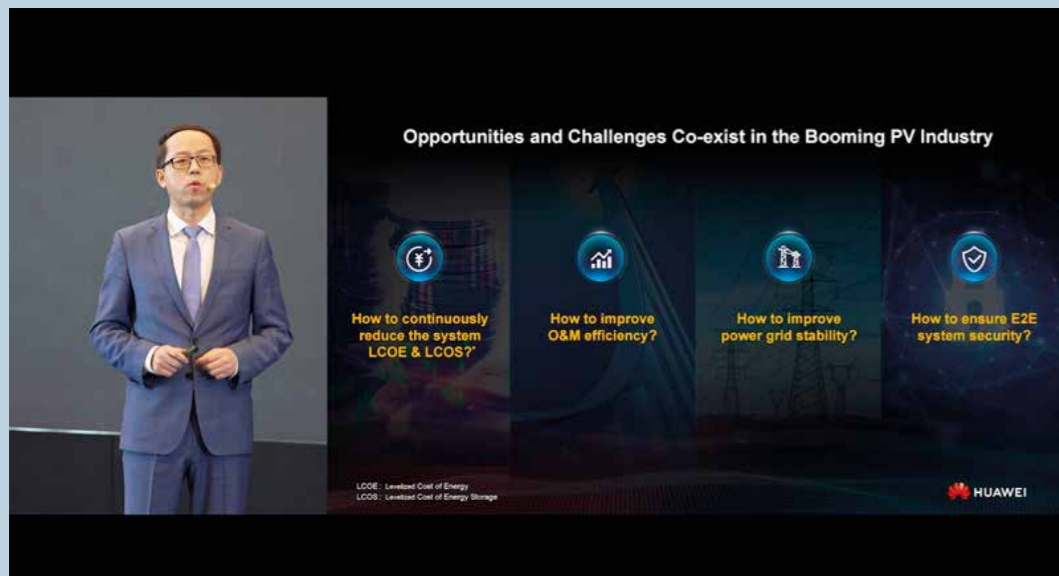 Opportunities and Challenges Co-exist in the Booming PV Industry
How to continuously
reduce the system
LCOE & LCOS?*
How to improve
O&M efficiency?
How to improve
power grid stability?
How to ensure E2E
system security?
LCOE : Levelized Cost of Energy
LCOS : Levelized Cost of Energy Storage
HUAWEI